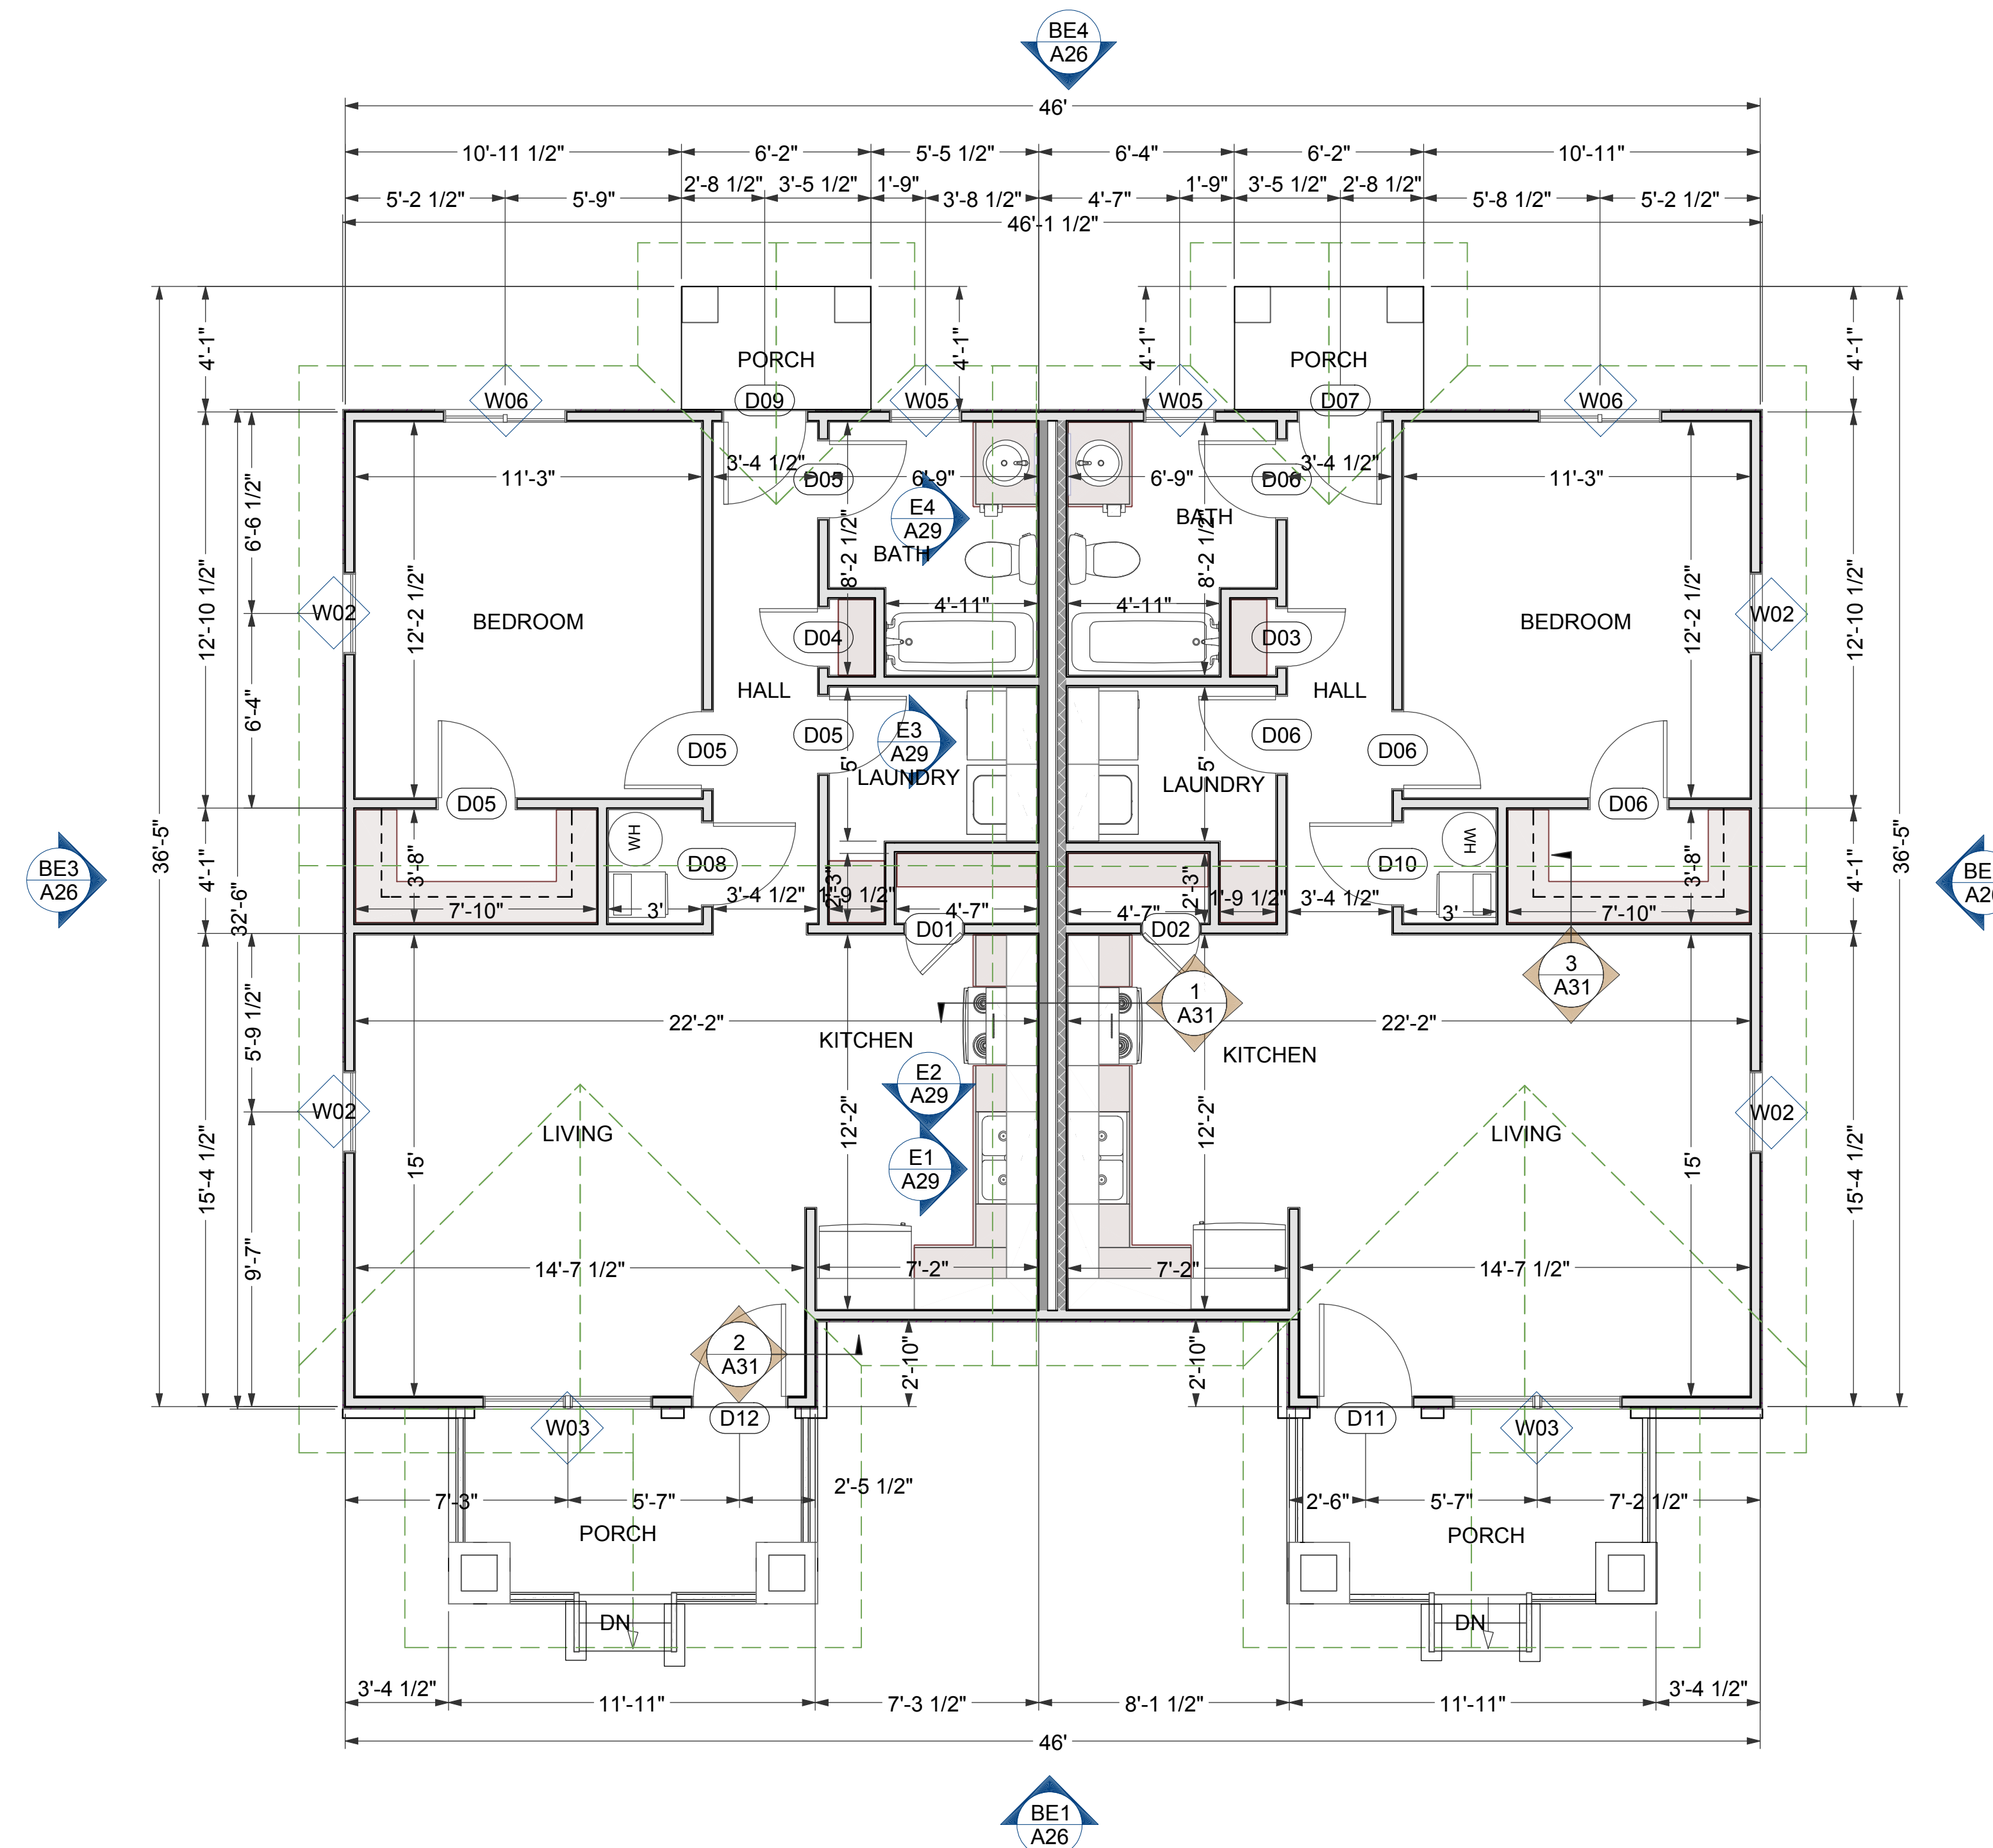 BE4
A26
46'
10'-11 1/2" 6'-2" 5'-5 1/2" 6'-4" 6'-2" 10'-11"
2'-8 1/2" 3'-5 1/2" 1'-9" 1'-9" 3'-5 1/2" 2'-8 1/2"
5'-2 1/2" 5'-9" 3'-8 1/2" 4'-7" 5'-8 1/2" 5'-2 1/2"
46'-1 1/2"
4'-1" 4'-1" 4'-1" 4'-1"
PORCH PORCH
W06 D09 W05 W05 D07 W06
3'-4 1/2" 3'-4 1/2"
11'-3" D05 6'-9" 6'-9" D06 11'-3"
6'-6 1/2"
E4
A29
BATH
BATH
8'-2 1/2" 8'-2 1/2"
12'-10 1/2" 12'-2 1/2" 12'-2 1/2" 12'-10 1/2"
4'-11" 4'-11"
W02 BEDROOM BEDROOM W02
D04 D03
HALL HALL
6'-4"
D05 D05 D06 D06
E3
A29
5' 5'
LAUNDRY LAUNDRY
D05 D06
36'-5" 36'-5"
WH WH
D08 D10
BE3
A26
BE
A26
4'-1" 3'-8" 3'-8" 4'-1"
32'-6"
2'-3" 2'-3"
3'-4 1/2" 1'-9 1/2" 1'-9 1/2" 3'-4 1/2"
7'-10" 3' 4'-7" 4'-7" 3' 7'-10"
D01 D02
3
A31
1
A31
5'-9 1/2"
22'-2" 22'-2"
KITCHEN KITCHEN
E2
A29
W02 W02
12'-2" 12'-2"
LIVING LIVING
15'-4 1/2" 15' 15' 15'-4 1/2"
E1
A29
9'-7"
14'-7 1/2" 7'-2" 7'-2" 14'-7 1/2"
2
A31
2'-10" 2'-10"
W03 D12 D11 W03
2'-5 1/2"
7'-3" 5'-7" 2'-6" 5'-7" 7'-2 1/2"
PORCH PORCH
DN DN
3'-4 1/2" 11'-11" 7'-3 1/2" 8'-1 1/2" 11'-11" 3'-4 1/2"
46'
BE1
A26